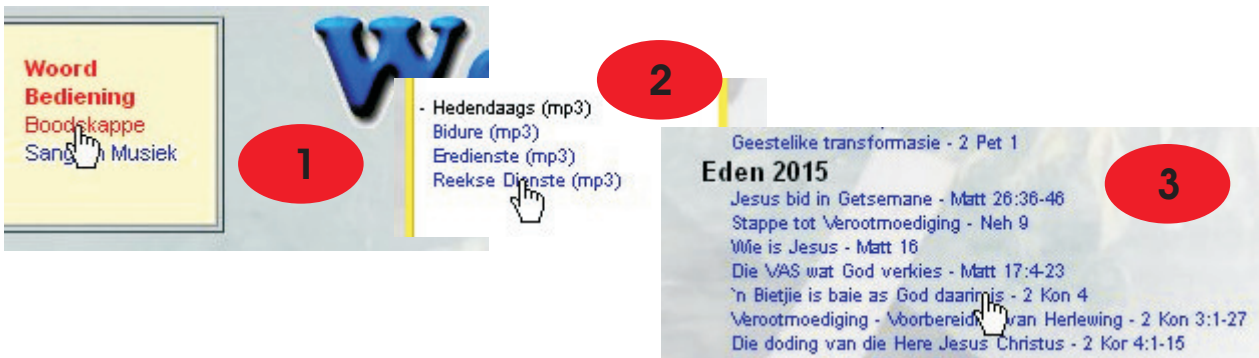 Woord
Bediening
Boodskappe
Sang en Musiek
1
- Hedendaags (mp3)
Bidure (mp3)
Eredienste (mp3)
Reekse Dienste (mp3)
2
Geestelike transformasie - 2 Pet 1
Eden 2015
Jesus bid in Getsemane - Matt 26:36-46
Stappe tot Verootmoediging - Neh 9
Wie is Jesus - Matt 16
Die VAS wat God verkies - Matt 17:4-23
`n Bietjie is baie as God daarin is - 2 Kon 4
Verootmoediging - Voorbereiding van Herlewing - 2 Kon 3:1-27
Die doding van die Here Jesus Christus - 2 Kor 4:1-15
3